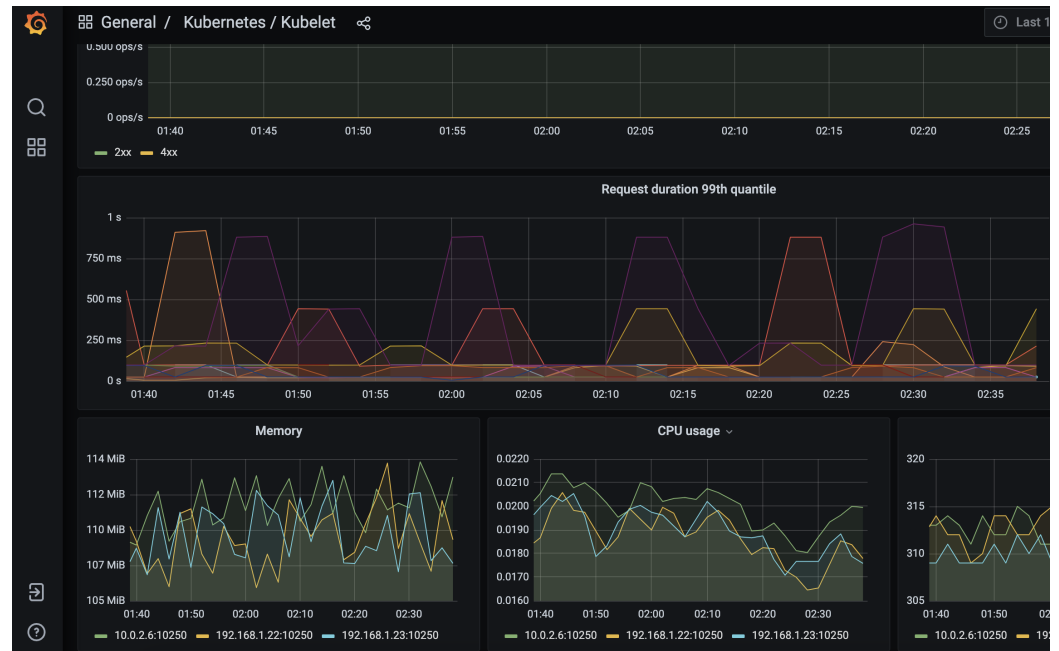 General / Kubernetes / Kubelet
Last 1
0.500 ops/s
0.250 ops/s
0 ops/s
01:40 01:45 01:50 01:55 02:00 02:05 02:10 02:15 02:20 02:25
2xx 4xx
Request duration 99th quantile
1 s
750 ms
500 ms
250 ms
0 s
01:40 01:45 01:50 01:55 02:00 02:05 02:10 02:15 02:20 02:25 02:30 02:35
Memory
114 MiB
112 MiB
110 MiB
107 MiB
105 MiB
01:40 01:50 02:00 02:10 02:20 02:30
10.0.2.6:10250 192.168.1.22:10250 192.168.1.23:10250
CPU usage
0.0220
0.0210
0.0200
0.0190
0.0180
0.0170
0.0160
01:40 01:50 02:00 02:10 02:20 02:30
10.0.2.6:10250 192.168.1.22:10250 192.168.1.23:10250
320
315
310
305
01:40 01:50 02
10.0.2.6:10250 19